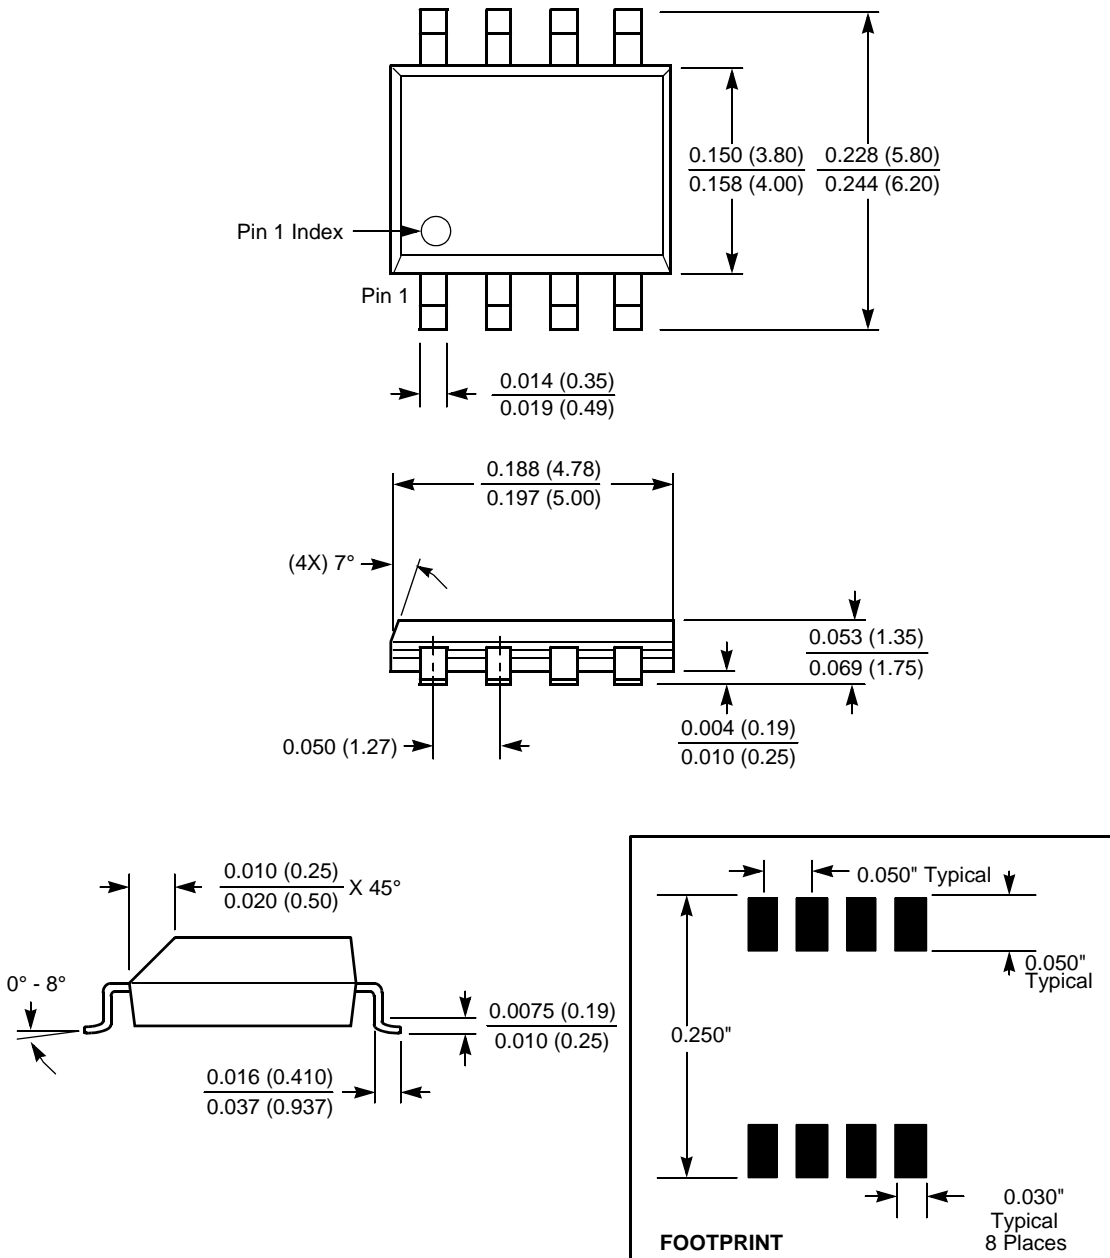 0.150 (3.80)
0.158 (4.00)
0.228 (5.80)
0.244 (6.20)
Pin 1 Index
Pin 1
0.014 (0.35)
0.019 (0.49)
0.188 (4.78)
0.197 (5.00)
(4X) 7°
0.053 (1.35)
0.069 (1.75)
0.004 (0.19)
0.010 (0.25)
0.050 (1.27)
0.010 (0.25)
0.020 (0.50)
X 45°
0° - 8°
0.0075 (0.19)
0.010 (0.25)
0.016 (0.410)
0.037 (0.937)
0.050" Typical
0.050"
Typical
0.250"
0.030"
Typical
8 Places
FOOTPRINT